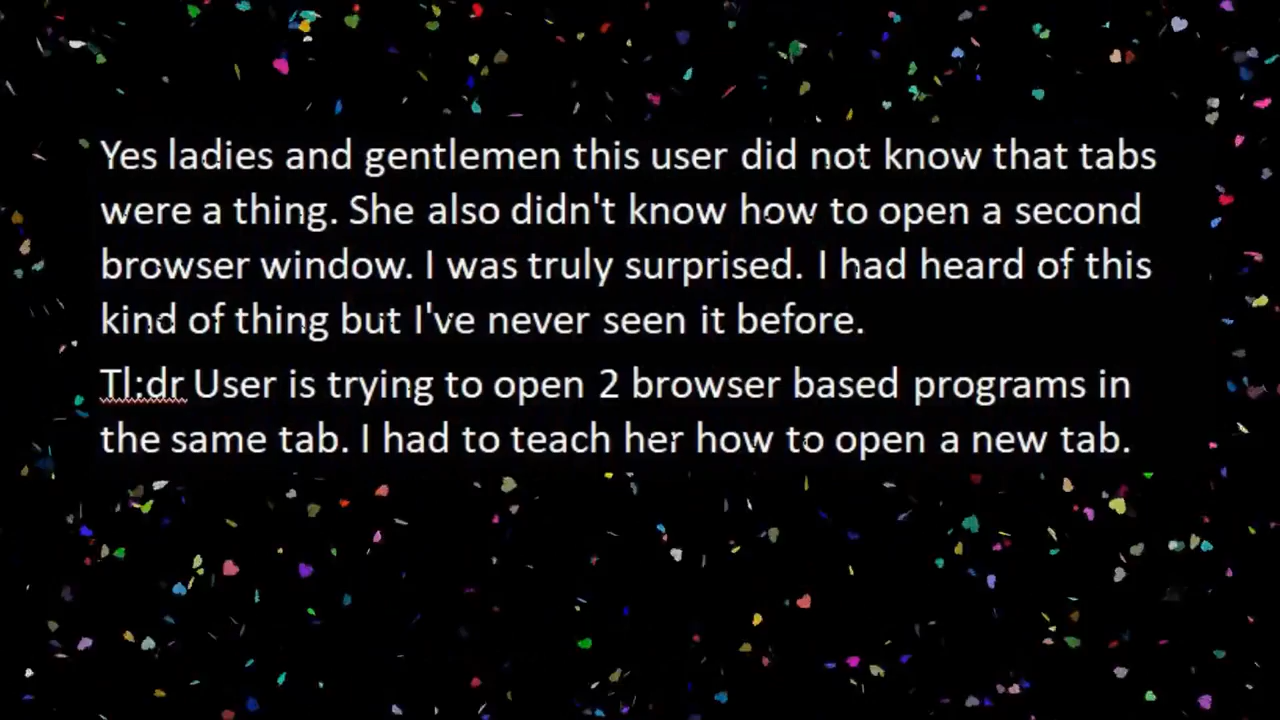 Yes ladies and gentlemen this user did not know that tabs
were a thing. She also didn't know how to open a second
browser window. I was truly surprised. I had heard of this
kind of thing but I've never seen it before.
Tl:dr User is trying to open 2 browser based programs in
the same tab. I had to teach her how to open a new tab.